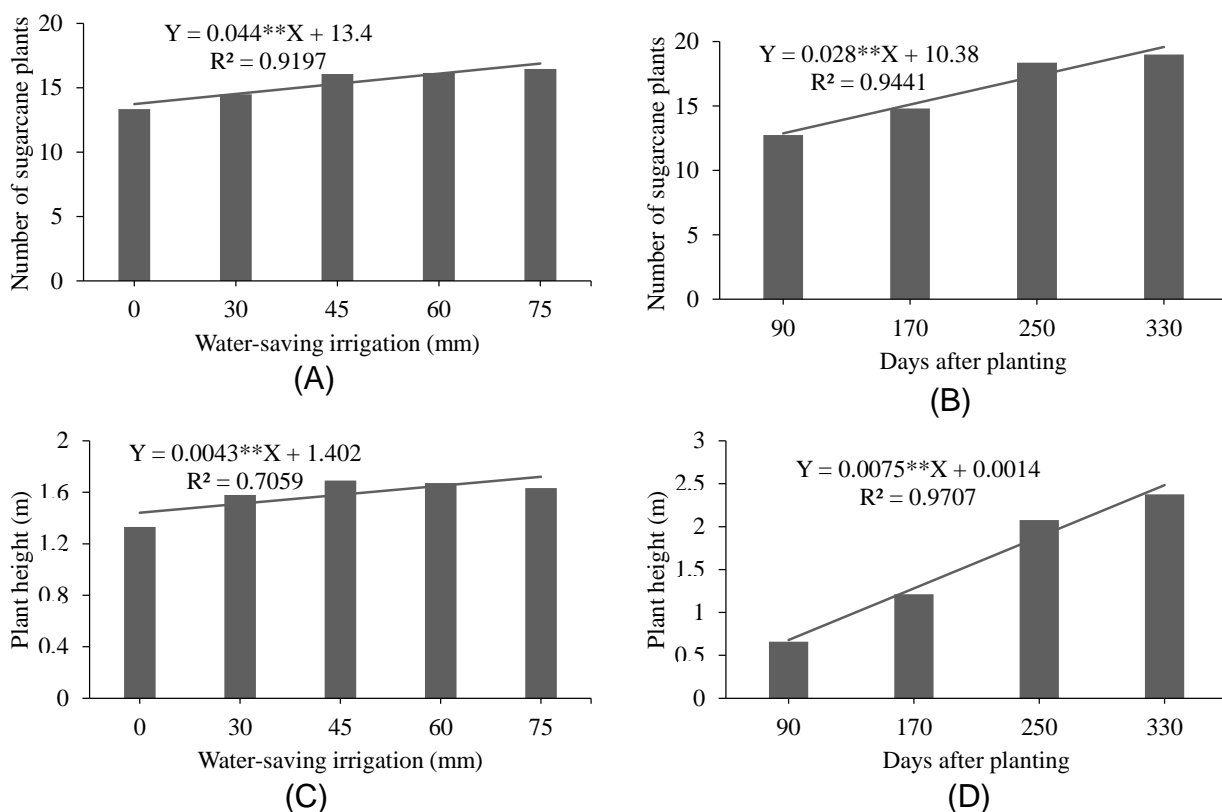 Y = 0.044**X + 13.4
R² = 0.9197
Number of sugarcane plants
20
15
10
5
0
0 30 45 60 75
Water-saving irrigation (mm)
(A)
Y = 0.028**X + 10.38
R² = 0.9441
Number of sugarcane plants
20
15
10
5
0
90 170 250 330
Days after planting
(B)
Y = 0.0043**X + 1.402
R² = 0.7059
Plant height (m)
2
1.6
1.2
0.8
0.4
0
0 30 45 60 75
Water-saving irrigation (mm)
(C)
Y = 0.0075**X + 0.0014
R² = 0.9707
Plant height (m)
3
2.5
2
1.5
1
0.5
0
90 170 250 330
Days after planting
(D)